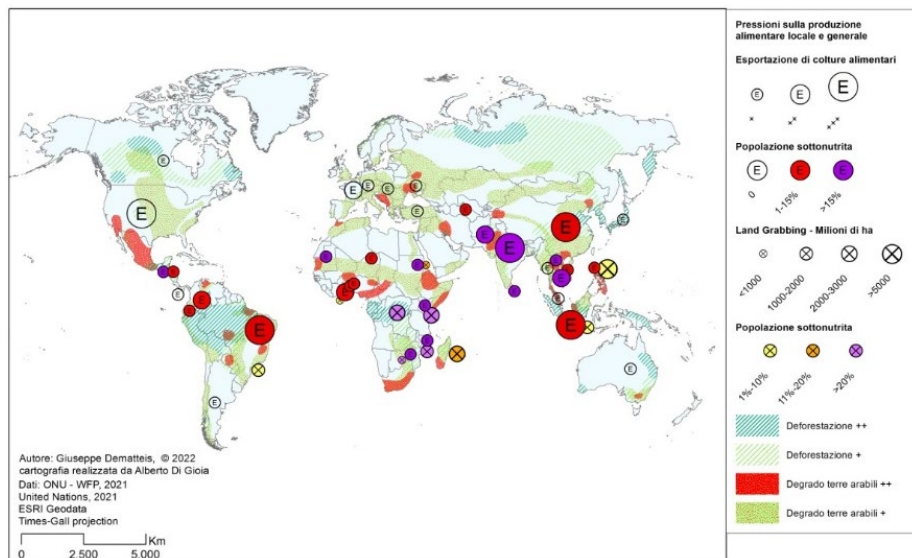 Pressioni sulla produzione
alimentare locale e generale
Esportazione di colture alimentari
E E E
Popolazione sottonutrita
E E E
0 1-15% >15%
Land Grabbing - Milioni di ha
<1000 1000-2000 2000-3000 >5000
Popolazione sottonutrita
1%-10% 11%-20% >20%
Deforestazione ++
Deforestazione +
Degrado terre arabili ++
Degrado terre arabili +
Autore: Giuseppe Dematteis, © 2022
cartografia realizzata da Alberto Di Gioia
Dati: ONU - WFP, 2021
United Nations, 2021
ESRI Geodata
Times-Gall projection
Km
0 2.500 5.000